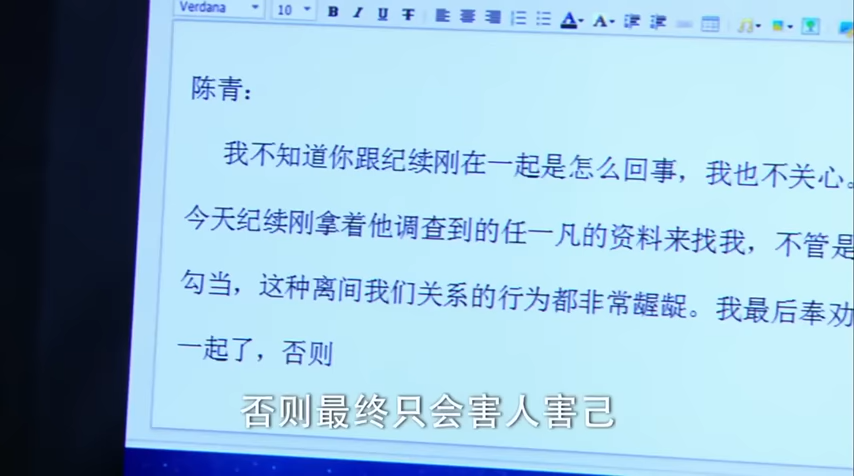 Verdana 10 B I U T
A A
陈青：
我不知道你跟纪续刚在一起是怎么回事，我也不关心。
今天纪续刚拿着他调查到的任一凡的资料来找我，不管是
勾当，这种离间我们关系的行为都非常龌龊。我最后奉劝
一起了，否则
否则最终只会害人害己